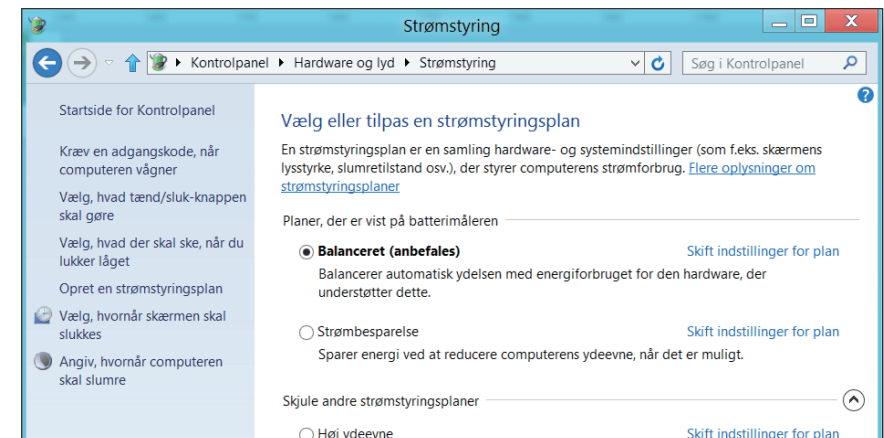 Strømstyring
Kontrolpanel
Hardware og lyd
Strømstyring
Søg i Kontrolpanel
Startside for Kontrolpanel
Kræv en adgangskode, når
computeren vågner
Vælg, hvad tænd/sluk-knappen
skal gøre
Vælg, hvad der skal ske, når du
lukker låget
Opret en strømstyringsplan
Vælg, hvornår skærmen skal
slukkes
Angiv, hvornår computeren
skal slumre
Vælg eller tilpas en strømstyringsplan
En strømstyringsplan er en samling hardware- og systemindstillinger (som f.eks. skærmens
lysstyrke, slumretilstand osv.), der styrer computerens strømforbrug. Flere oplysninger om
strømstyringsplaner
Planer, der er vist på batterimåleren
Balanceret (anbefales)
Skift indstillinger for plan
Balancerer automatisk ydelsen med energiforbruget for den hardware, der
understøtter dette.
Strømbesparelse
Skift indstillinger for plan
Sparer energi ved at reducere computerens ydeevne, når det er muligt.
Skjule andre strømstyringsplaner
Høj ydeevne
Skift indstillinger for plan